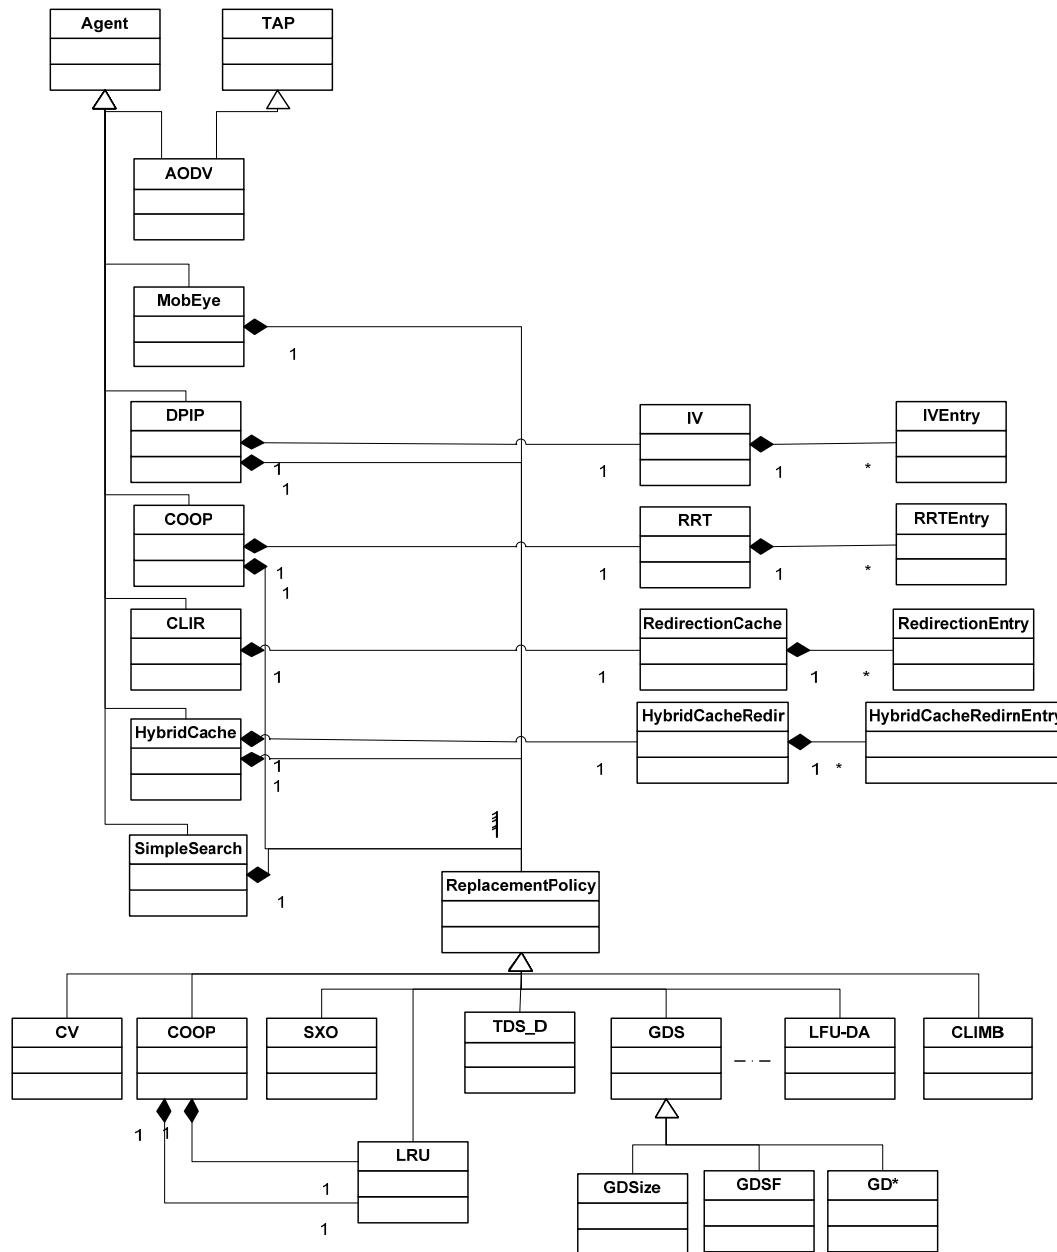 Agent
TAP
AODV
MobEye
1
DPIP
IV
IVEntry
1
1
1
1
*
COOP
RRT
RRTEntry
1
1
1
1
*
CLIR
RedirectionCache
RedirectionEntry
1
1
1
*
HybridCache
HybridCacheRedir
HybridCacheRedirnEntry
1
1
1
1
*
1
SimpleSearch
1
ReplacementPolicy
CV
COOP
SXO
TDS_D
GDS
LFU-DA
CLIMB
1
1
LRU
1
1
GDSize
GDSF
GD*